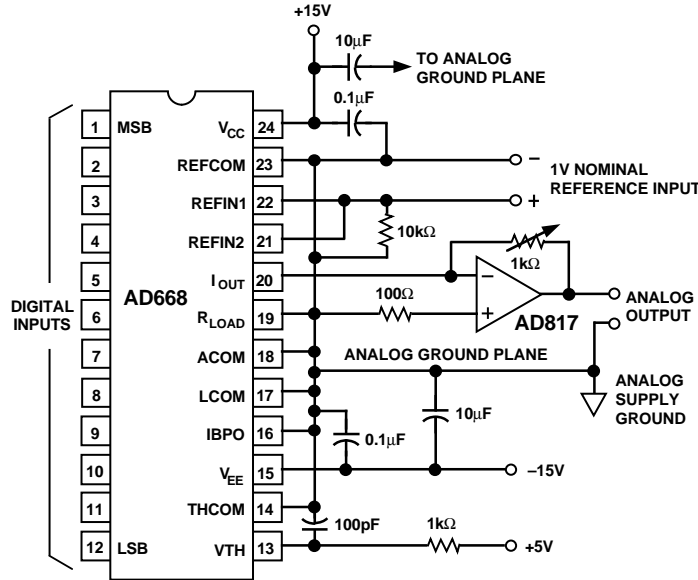 +15V
10µF
TO ANALOG
GROUND PLANE
0.1µF
1 MSB
2
3
4
5
6
7
8
9
10
11
12 LSB
DIGITAL
INPUTS
AD668
VCC 24
REFCOM 23
REFIN1 22
REFIN2 21
IOUT 20
RLOAD 19
ACOM 18
LCOM 17
IBPO 16
VEE 15
THCOM 14
VTH 13
–
1V NOMINAL
REFERENCE INPUT
+
10kΩ
1kΩ
100Ω
–
+
AD817
ANALOG
OUTPUT
ANALOG GROUND PLANE
ANALOG
SUPPLY
GROUND
10µF
0.1µF
–15V
100pF
1kΩ
+5V